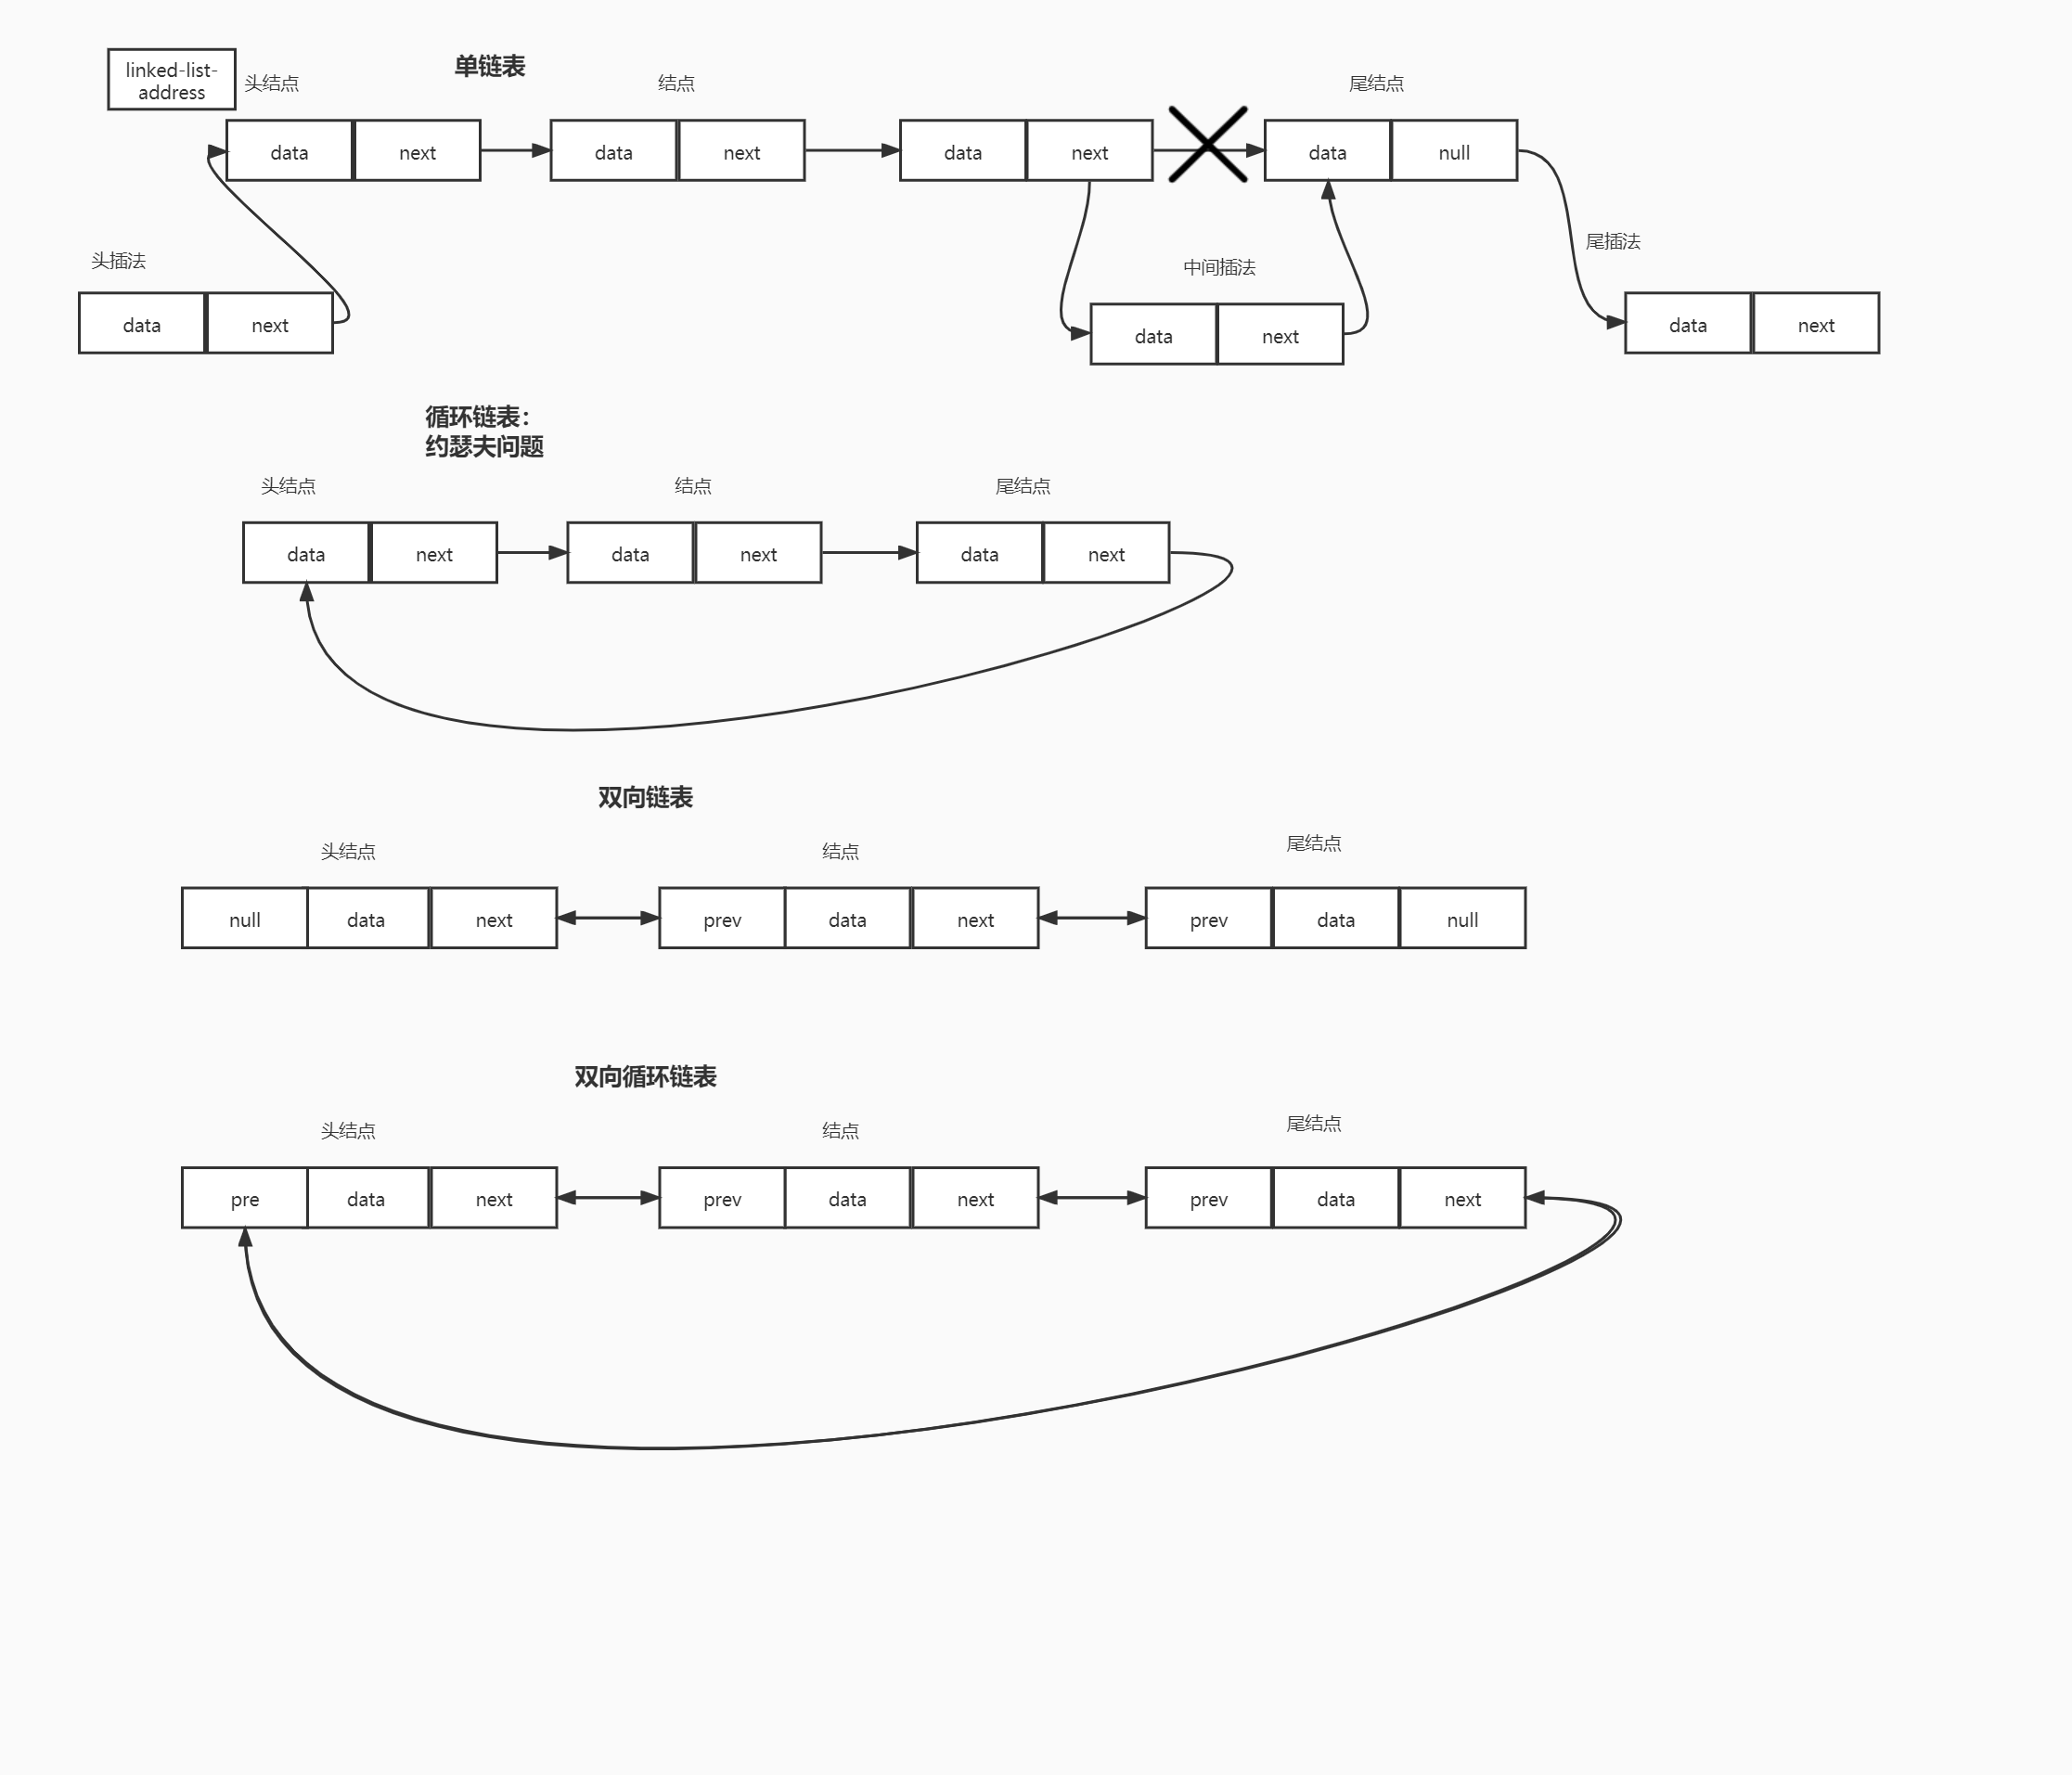 单链表
linked-list-
address
头结点
结点
尾结点
data
next
data
next
data
next
data
null
头插法
中间插法
尾插法
data
next
data
next
data
next
循环链表：
约瑟夫问题
头结点
结点
尾结点
data
next
data
next
data
next
双向链表
头结点
结点
尾结点
null
data
next
prev
data
next
prev
data
null
双向循环链表
头结点
结点
尾结点
pre
data
next
prev
data
next
prev
data
next